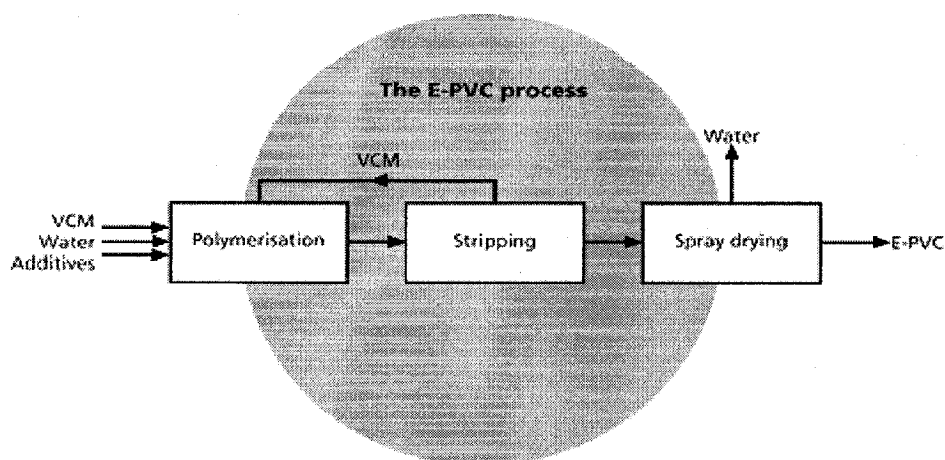 The E-PVC process
Water
VCM
VCM
Water
Additives
Polymerisation
Stripping
Spray drying
E-PVC